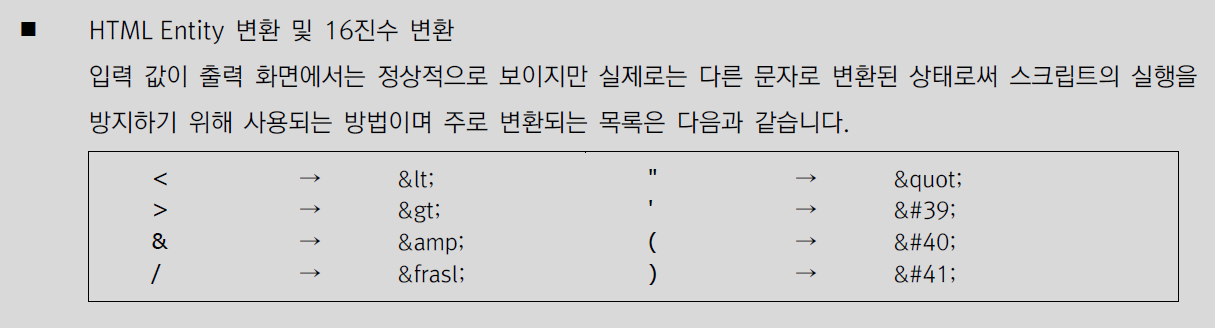 ■ HTML Entity 변환 및 16진수 변환
입력 값이 출력 화면에서는 정상적으로 보이지만 실제로는 다른 문자로 변환된 상태로써 스크립트의 실행을
방지하기 위해 사용되는 방법이며 주로 변환되는 목록은 다음과 같습니다.
< → &lt; " → &quot;
> → &gt; ' → &#39;
& → &amp; ( → &#40;
/ → &frasl; ) → &#41;